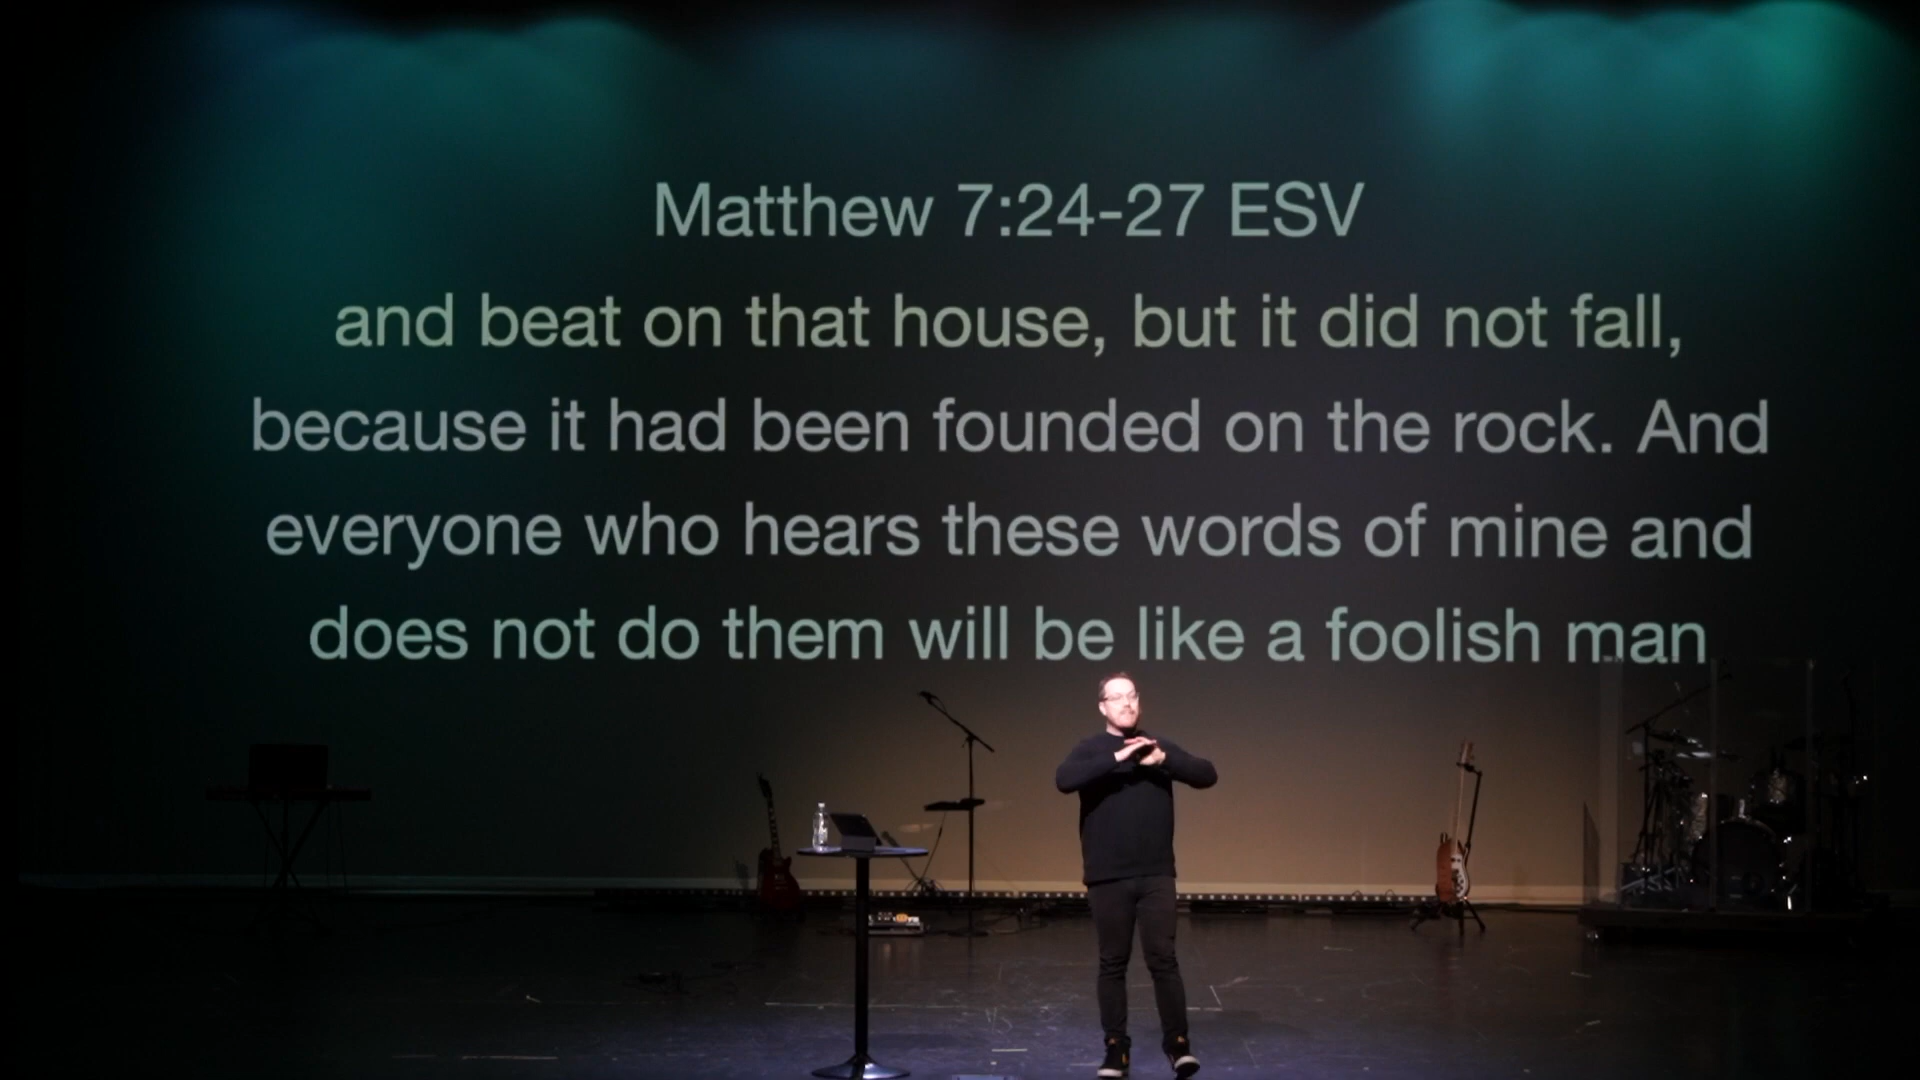 Matthew 7:24-27 ESV
and beat on that house, but it did not fall,
because it had been founded on the rock. And
everyone who hears these words of mine and
does not do them will be like a foolish man